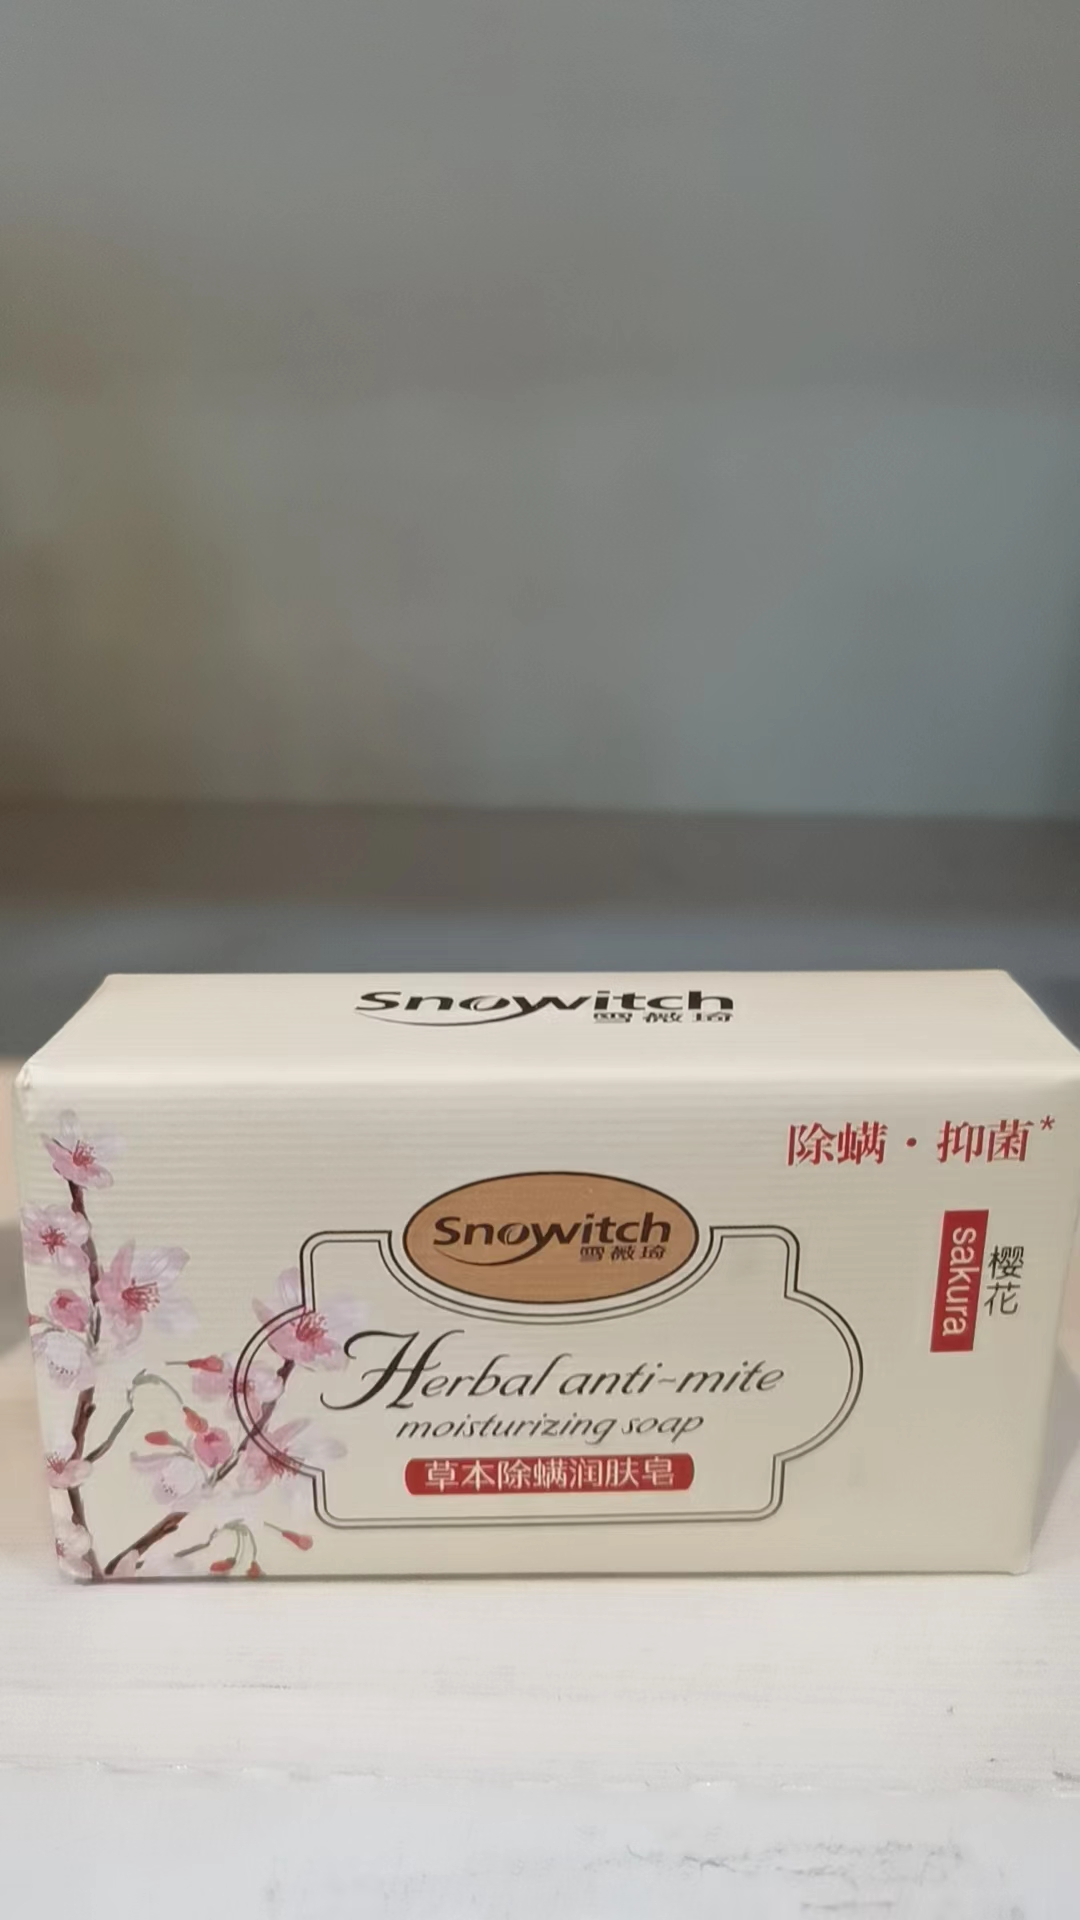 Snowitch
雪薇琦
除螨·抑菌*
Snowitch
雪薇琦
sakura
樱花
Herbal anti-mite
moisturizing soap
草本除螨润肤皂